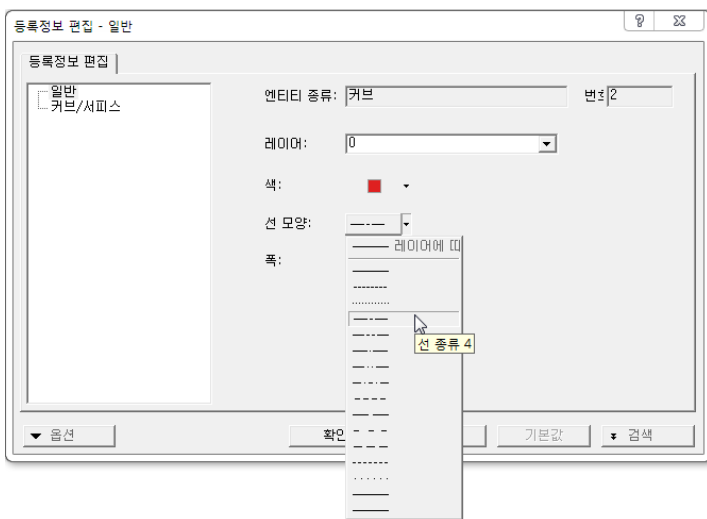 등록정보 편집 - 일반
등록정보 편집
일반
커브/서피스
엔티티 종류: 커브
번호 2
레이어: 0
색:
선 모양:
레이어에 따
폭:
선 종류 4
옵션
확인
기본값
검색